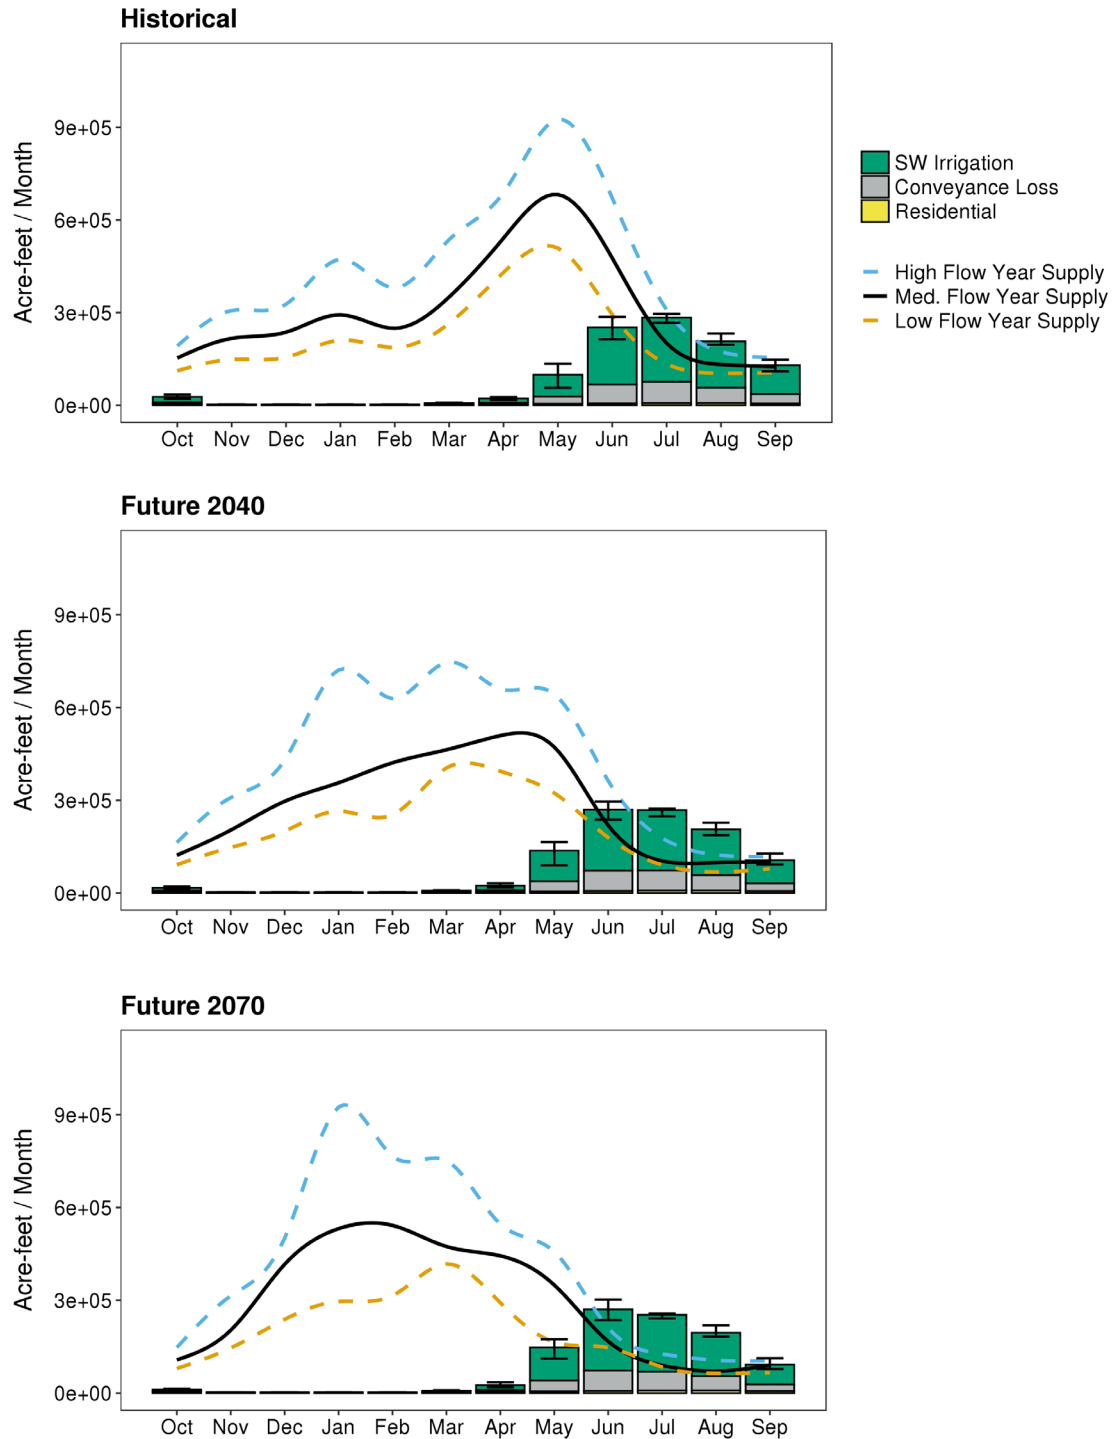 Historical
Acre-feet / Month
9e+05
6e+05
3e+05
0e+00
Oct Nov Dec Jan Feb Mar Apr May Jun Jul Aug Sep
SW Irrigation
Conveyance Loss
Residential
High Flow Year Supply
Med. Flow Year Supply
Low Flow Year Supply
Future 2040
Acre-feet / Month
9e+05
6e+05
3e+05
0e+00
Oct Nov Dec Jan Feb Mar Apr May Jun Jul Aug Sep
Future 2070
Acre-feet / Month
9e+05
6e+05
3e+05
0e+00
Oct Nov Dec Jan Feb Mar Apr May Jun Jul Aug Sep